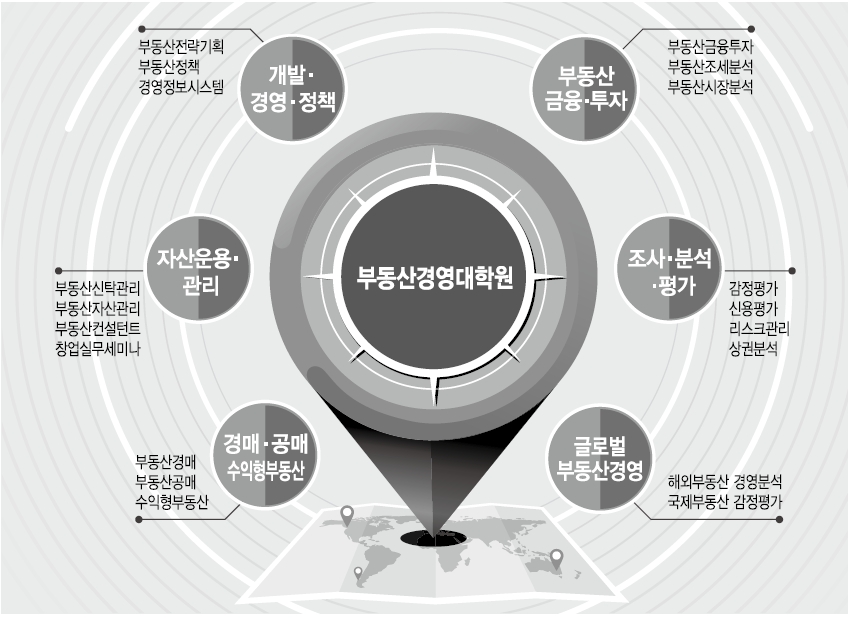 부동산전략기획
부동산정책
경영정보시스템
개발·
경영·정책
부동산
금융·투자
부동산금융투자
부동산조세분석
부동산시장분석
자산운용·
관리
부동산신탁관리
부동산자산관리
부동산컨설턴트
창업실무세미나
부동산경영대학원
조사·분석
·평가
감정평가
신용평가
리스크관리
상권분석
경매·공매
수익형부동산
부동산경매
부동산공매
수익형부동산
글로벌
부동산경영
해외부동산 경영분석
국제부동산 감정평가